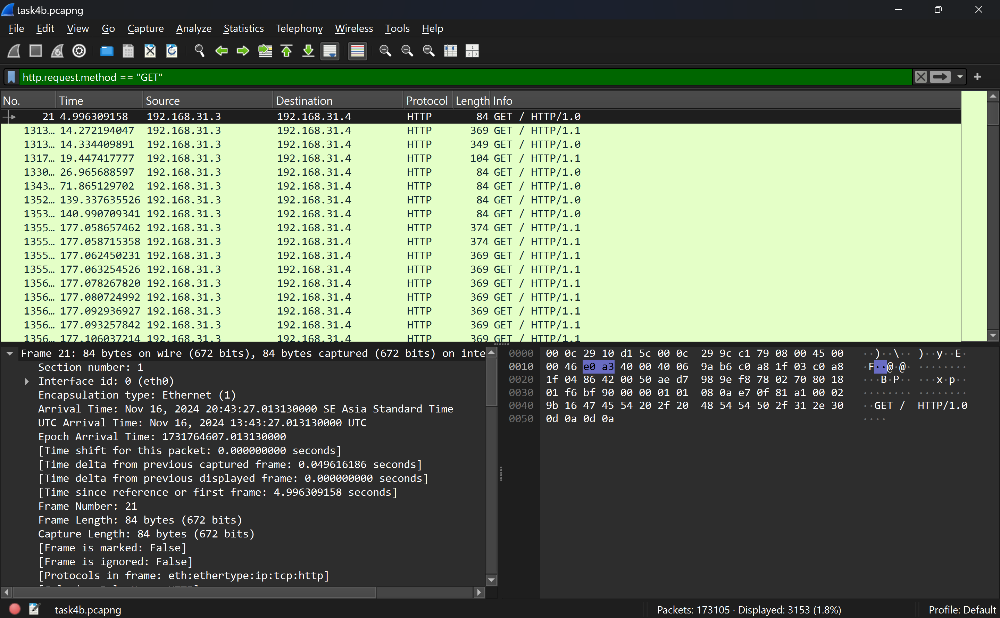 task4b.pcapng
File Edit View Go Capture Analyze Statistics Telephony Wireless Tools Help
http.request.method == "GET"
No. Time Source Destination Protocol Length Info
21 4.996309158 192.168.31.3 192.168.31.4 HTTP 84 GET / HTTP/1.0
1313… 14.272194047 192.168.31.3 192.168.31.4 HTTP 369 GET / HTTP/1.1
1313… 14.334409891 192.168.31.3 192.168.31.4 HTTP 349 GET / HTTP/1.0
1317… 19.447417777 192.168.31.3 192.168.31.4 HTTP 104 GET / HTTP/1.1
1330… 26.965688597 192.168.31.3 192.168.31.4 HTTP 84 GET / HTTP/1.0
1343… 71.865129702 192.168.31.3 192.168.31.4 HTTP 84 GET / HTTP/1.0
1352… 139.337635526 192.168.31.3 192.168.31.4 HTTP 84 GET / HTTP/1.0
1353… 140.990709341 192.168.31.3 192.168.31.4 HTTP 84 GET / HTTP/1.0
1355… 177.058657462 192.168.31.3 192.168.31.4 HTTP 374 GET / HTTP/1.1
1355… 177.058715358 192.168.31.3 192.168.31.4 HTTP 374 GET / HTTP/1.1
1355… 177.062450231 192.168.31.3 192.168.31.4 HTTP 369 GET / HTTP/1.1
1355… 177.063254526 192.168.31.3 192.168.31.4 HTTP 369 GET / HTTP/1.1
1356… 177.078267820 192.168.31.3 192.168.31.4 HTTP 369 GET / HTTP/1.1
1356… 177.080724992 192.168.31.3 192.168.31.4 HTTP 369 GET / HTTP/1.1
1356… 177.092936927 192.168.31.3 192.168.31.4 HTTP 369 GET / HTTP/1.1
1356… 177.093257842 192.168.31.3 192.168.31.4 HTTP 369 GET / HTTP/1.1
1356… 177.106037214 192.168.31.3 192.168.31.4 HTTP 369 GET / HTTP/1.1
Frame 21: 84 bytes on wire (672 bits), 84 bytes captured (672 bits) on inte
Section number: 1
Interface id: 0 (eth0)
Encapsulation type: Ethernet (1)
Arrival Time: Nov 16, 2024 20:43:27.013130000 SE Asia Standard Time
UTC Arrival Time: Nov 16, 2024 13:43:27.013130000 UTC
Epoch Arrival Time: 1731764607.013130000
[Time shift for this packet: 0.000000000 seconds]
[Time delta from previous captured frame: 0.049616186 seconds]
[Time delta from previous displayed frame: 0.000000000 seconds]
[Time since reference or first frame: 4.996309158 seconds]
Frame Number: 21
Frame Length: 84 bytes (672 bits)
Capture Length: 84 bytes (672 bits)
[Frame is marked: False]
[Frame is ignored: False]
[Protocols in frame: eth:ethertype:ip:tcp:http]
0000 00 0c 29 10 d1 5c 00 0c 29 9c c1 79 08 00 45 00 ··)··\·· )··y··E·
0010 00 46 e0 a3 40 00 40 06 9a b6 c0 a8 1f 03 c0 a8 ·F··@·@· ········
0020 1f 04 86 42 00 50 ae d7 98 9e f8 78 02 70 80 18 ···B·P·· ···x·p··
0030 01 f6 bf 90 00 00 01 01 08 0a e7 0f 81 a1 00 02 ········ ········
0040 9b 16 47 45 54 20 2f 20 48 54 54 50 2f 31 2e 30 ··GET / HTTP/1.0
0050 0d 0a 0d 0a ····
task4b.pcapng Packets: 173105 · Displayed: 3153 (1.8%) Profile: Default